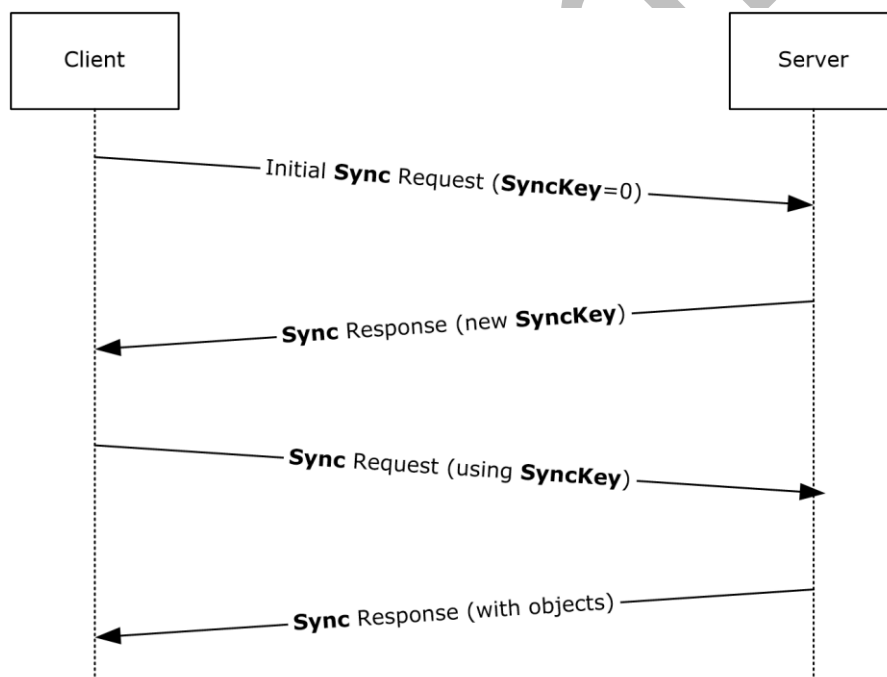 Client
Server
Initial Sync Request (SyncKey=0)
Sync Response (new SyncKey)
Sync Request (using SyncKey)
Sync Response (with objects)